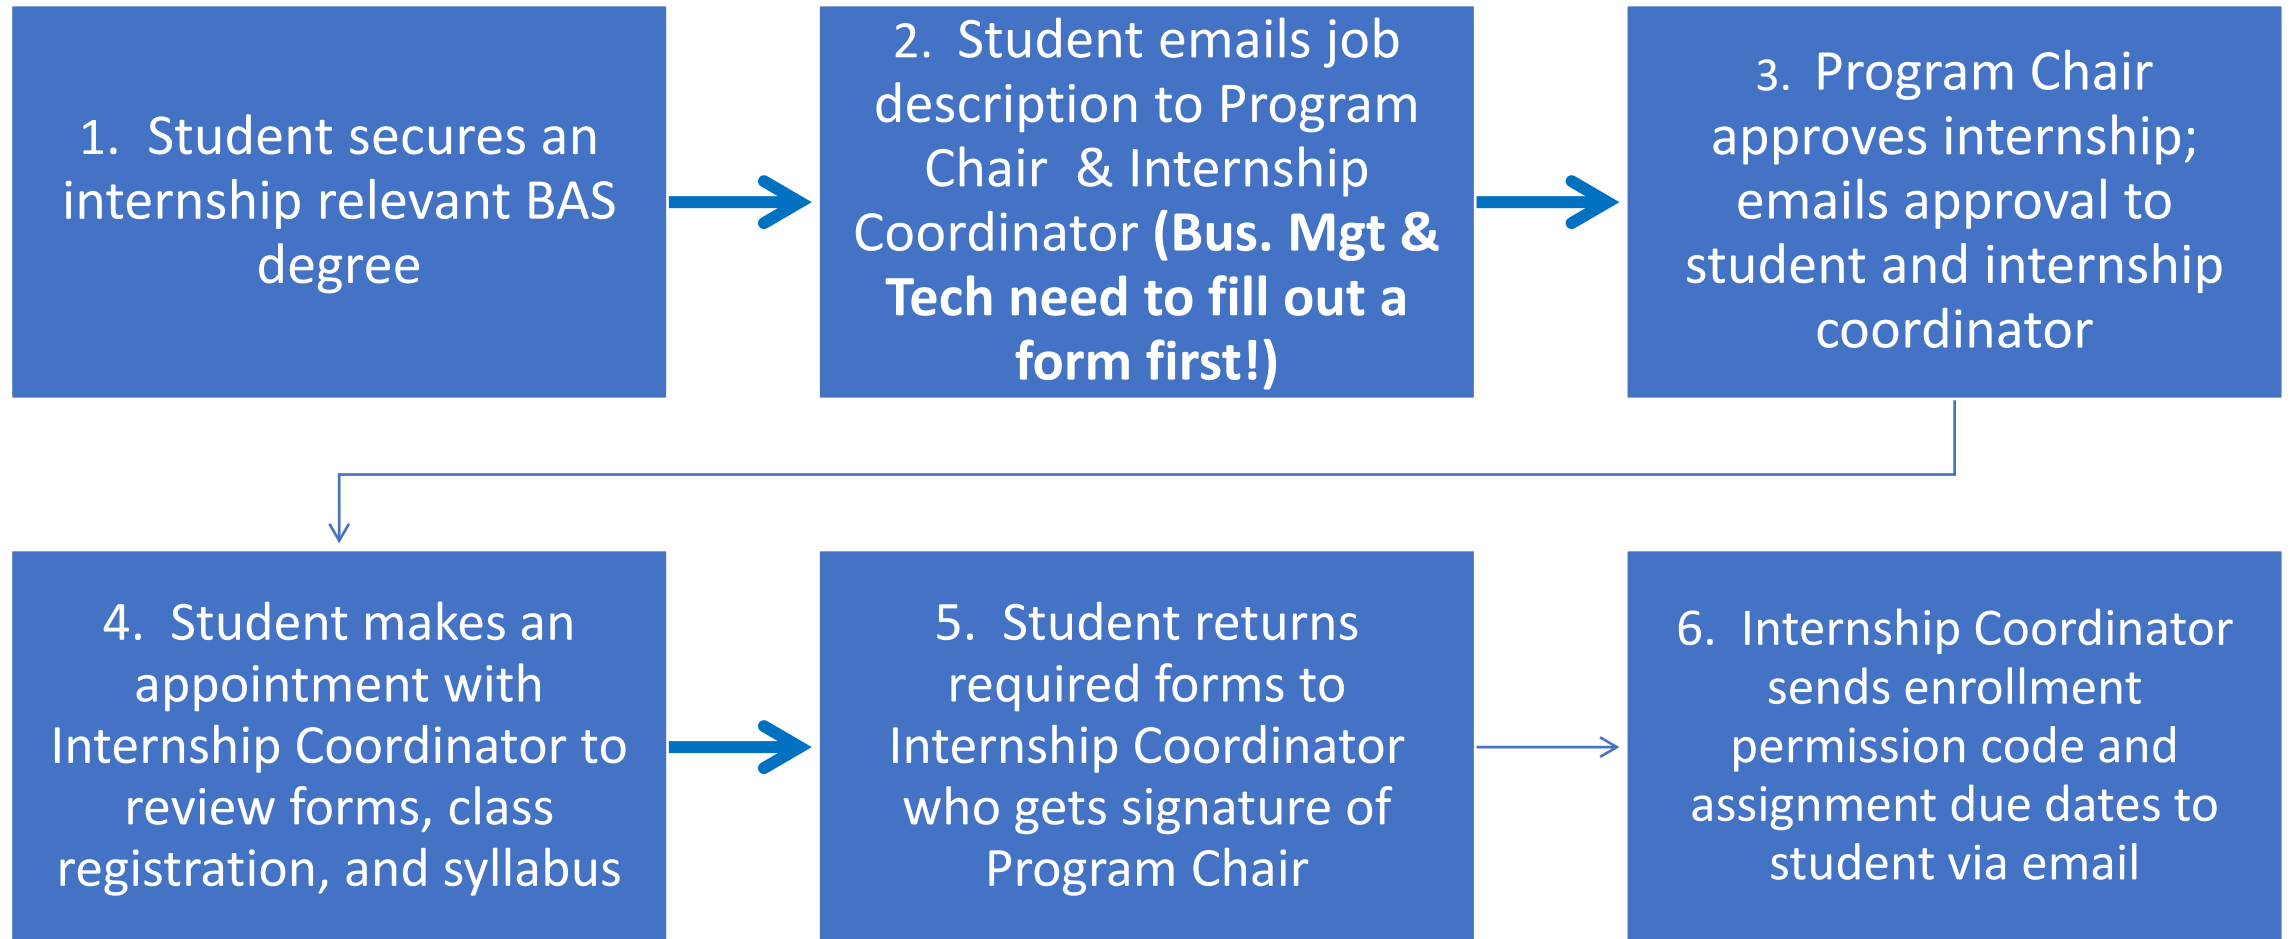 1. Student secures an
internship relevant BAS
degree
2. Student emails job
description to Program
Chair & Internship
Coordinator (Bus. Mgt &
Tech need to fill out a
form first!)
3. Program Chair
approves internship;
emails approval to
student and internship
coordinator
4. Student makes an
appointment with
Internship Coordinator to
review forms, class
registration, and syllabus
5. Student returns
required forms to
Internship Coordinator
who gets signature of
Program Chair
6. Internship Coordinator
sends enrollment
permission code and
assignment due dates to
student via email